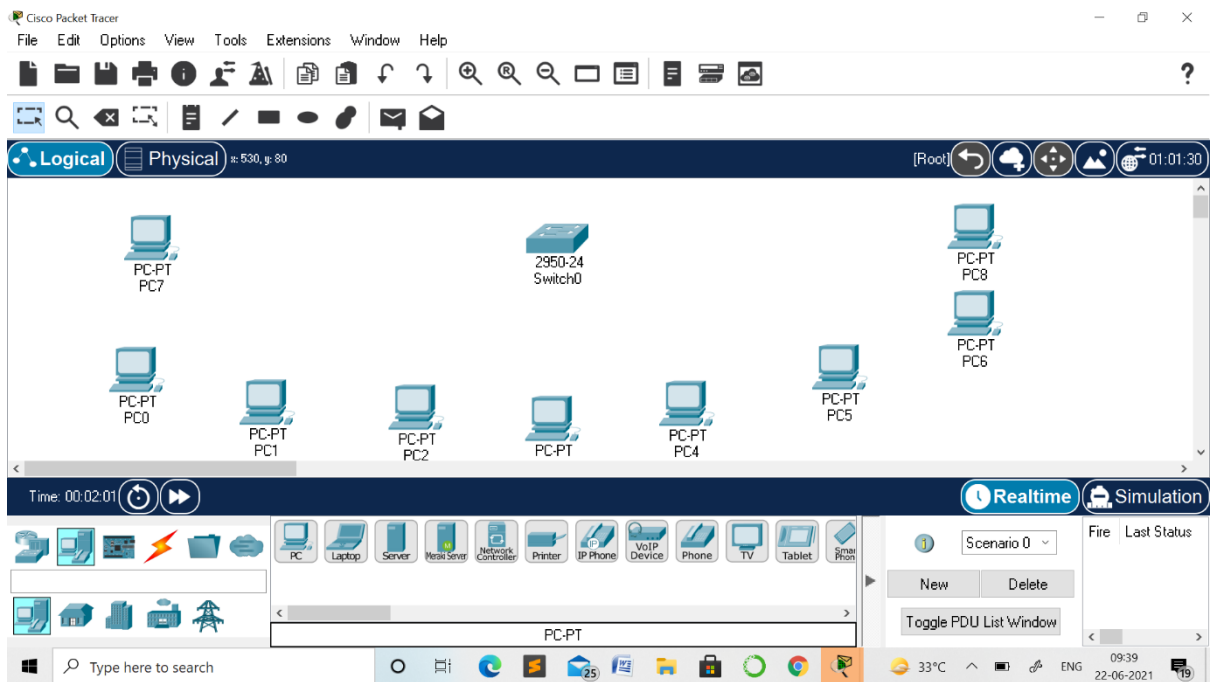 Cisco Packet Tracer
File Edit Options View Tools Extensions Window Help
?
Logical Physical x: 530, y: 80 [Root] 01:01:30
PC-PT
PC7
2950-24
Switch0
PC-PT
PC8
PC-PT
PC6
PC-PT
PC0
PC-PT
PC1
PC-PT
PC2
PC-PT
PC-PT
PC4
PC-PT
PC5
Time: 00:02:01 Realtime Simulation
PC Laptop Server Meraki Server Network Controller Printer IP Phone VoIP Device Phone TV Tablet Smar Phon
Scenario 0
Fire Last Status
New Delete
Toggle PDU List Window
PC-PT
Type here to search 25 33°C ENG 09:39 22-06-2021 19